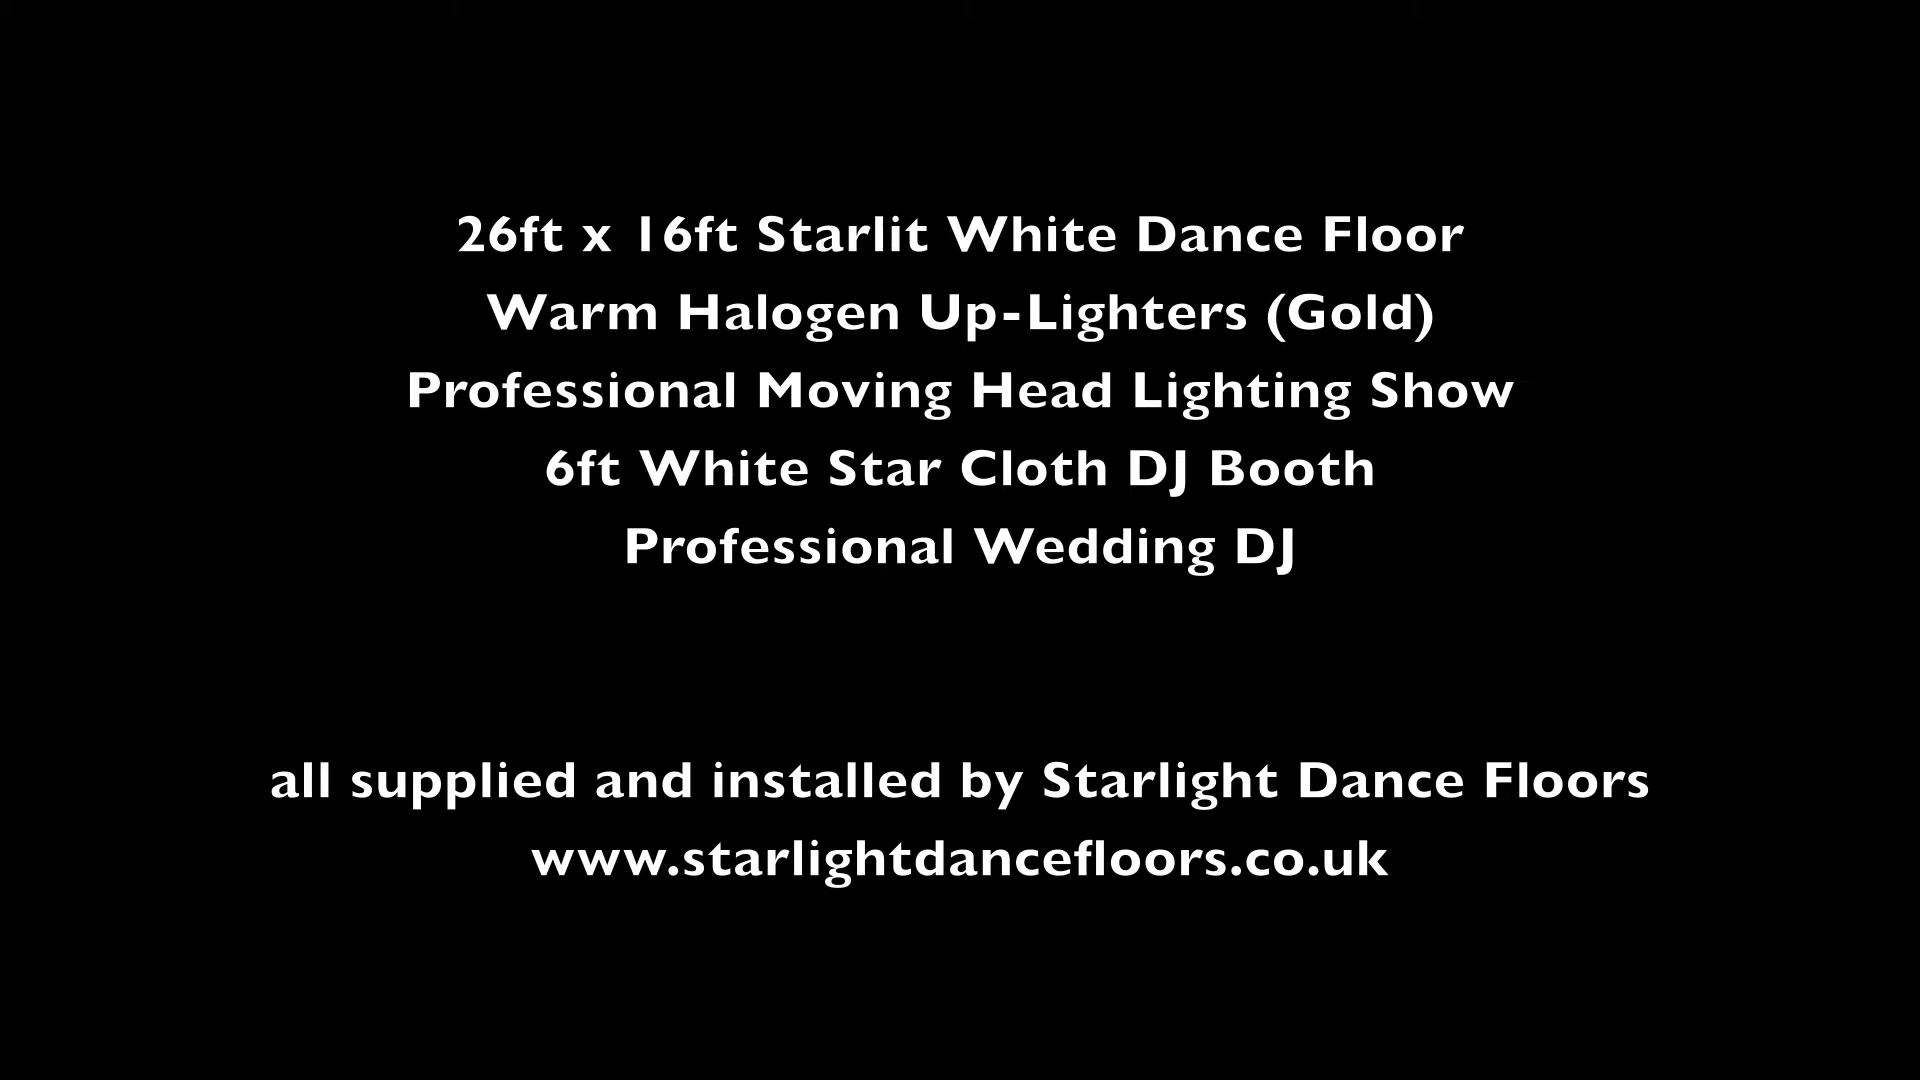 26ft x 16ft Starlit White Dance Floor
Warm Halogen Up-Lighters (Gold)
Professional Moving Head Lighting Show
6ft White Star Cloth DJ Booth
Professional Wedding DJ
all supplied and installed by Starlight Dance Floors
www.starlightdancefloors.co.uk